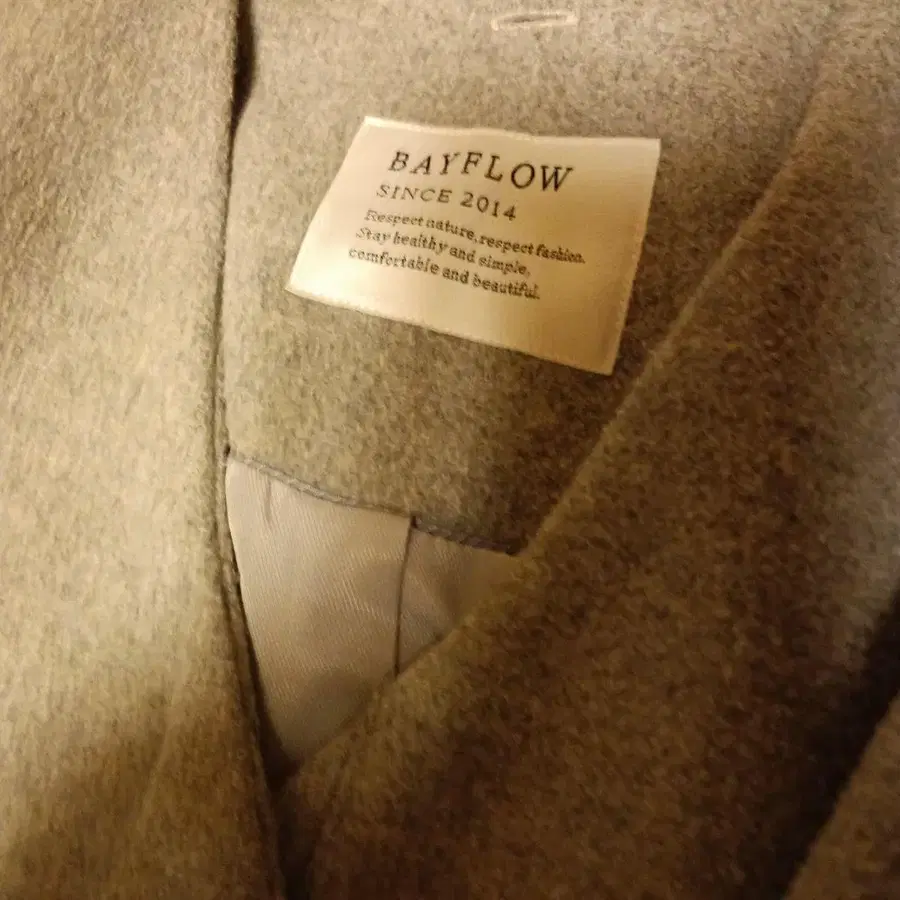 BAYFLOW
SINCE 2014
Respect nature,respect fashion.
Stay healthy and simple,
comfortable and beautiful.